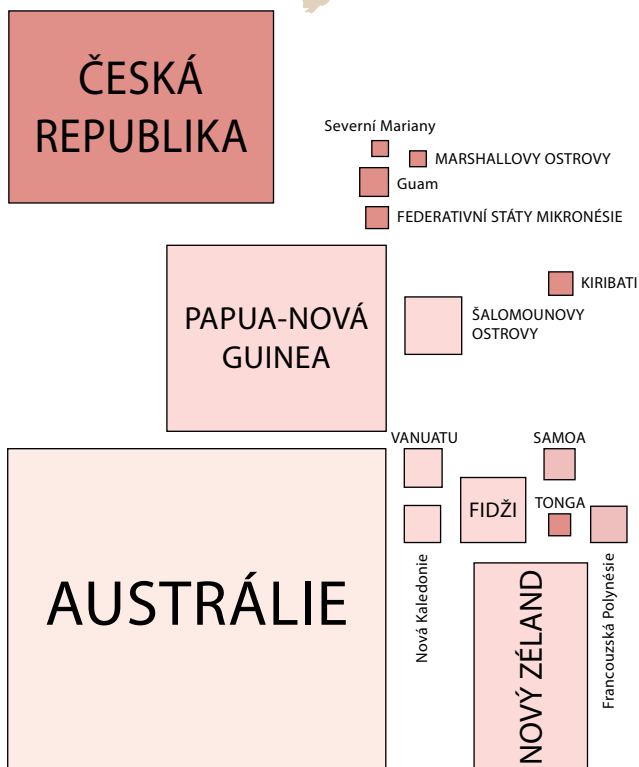 ČESKÁ
REPUBLIKA
Severní Mariany
MARSHALLOVY OSTROVY
Guam
FEDERATIVNÍ STÁTY MIKRONÉSIE
KIRIBATI
PAPUA-NOVÁ
GUINEA
ŠALOMOUNOVY
OSTROVY
VANUATU
SAMOA
FIDŽI
TONGA
Nová Kaledonie
Francouzská Polynésie
AUSTRÁLIE
NOVÝ ZÉLAND